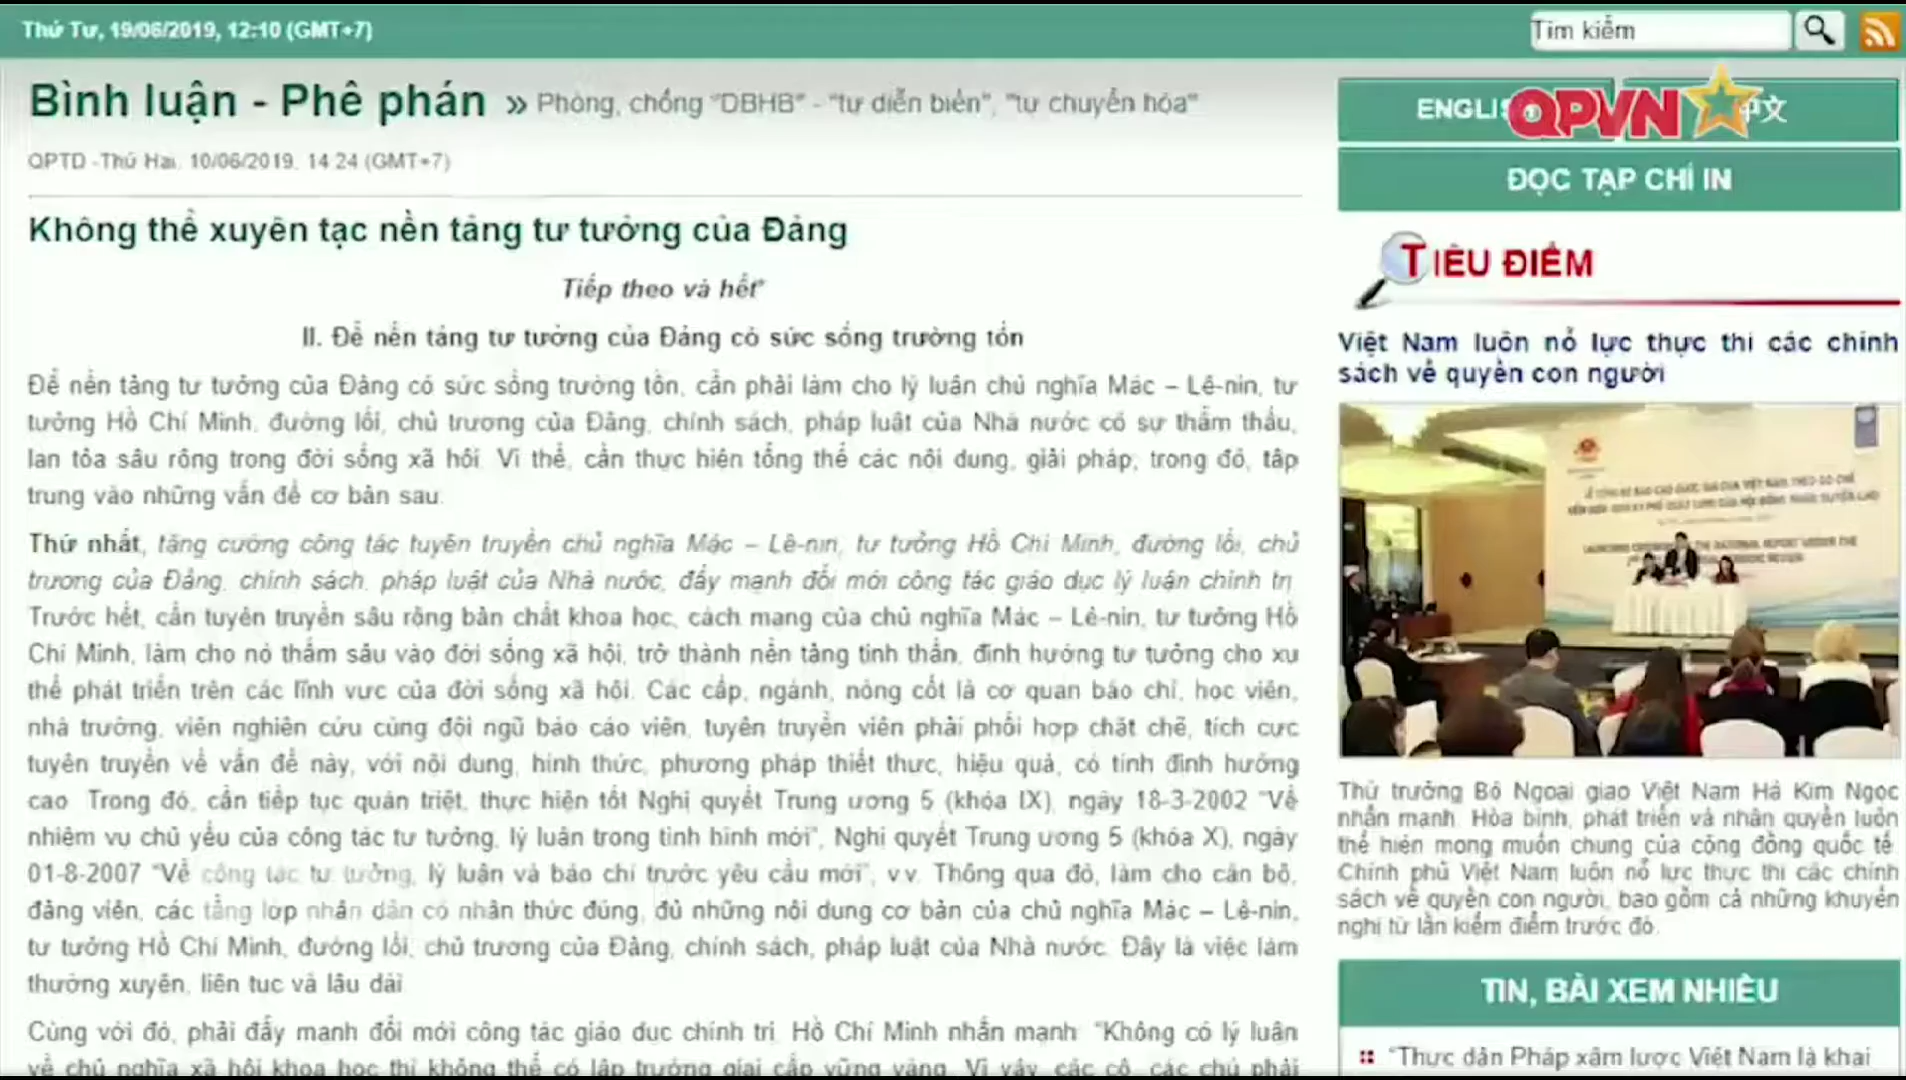 Thứ Tư, 19/06/2019, 12:10 (GMT+7)
Tìm kiếm
Bình luận - Phê phán » Phòng, chống "DBHB" - "tự diễn biến", "tự chuyển hóa"
QPTD -Thứ Hai, 10/06/2019, 14:24 (GMT+7)
Không thể xuyên tạc nền tảng tư tưởng của Đảng
Tiếp theo và hết*
II. Để nền tảng tư tưởng của Đảng có sức sống trường tồn
Để nền tảng tư tưởng của Đảng có sức sống trường tồn, cần phải làm cho lý luận chủ nghĩa Mác – Lê-nin, tư
tưởng Hồ Chí Minh, đường lối, chủ trương của Đảng, chính sách, pháp luật của Nhà nước có sự thẩm thấu,
lan tỏa sâu rộng trong đời sống xã hội. Vì thế, cần thực hiện tổng thể các nội dung, giải pháp; trong đó, tập
trung vào những vấn đề cơ bản sau:
Thứ nhất, tăng cường công tác tuyên truyền chủ nghĩa Mác – Lê-nin, tư tưởng Hồ Chí Minh, đường lối, chủ
trương của Đảng, chính sách, pháp luật của Nhà nước, đẩy mạnh đổi mới công tác giáo dục lý luận chính trị.
Trước hết, cần tuyên truyền sâu rộng bản chất khoa học, cách mạng của chủ nghĩa Mác – Lê-nin, tư tưởng Hồ
Chí Minh, làm cho nó thấm sâu vào đời sống xã hội, trở thành nền tảng tinh thần, định hướng tư tưởng cho xu
thế phát triển trên các lĩnh vực của đời sống xã hội. Các cấp, ngành, nòng cốt là cơ quan báo chí, học viện,
nhà trường, viện nghiên cứu cùng đội ngũ báo cáo viên, tuyên truyền viên phải phối hợp chặt chẽ, tích cực
tuyên truyền về vấn đề này, với nội dung, hình thức, phương pháp thiết thực, hiệu quả, có tính định hướng
cao. Trong đó, cần tiếp tục quán triệt, thực hiện tốt Nghị quyết Trung ương 5 (khóa IX), ngày 18-3-2002 "Về
nhiệm vụ chủ yếu của công tác tư tưởng, lý luận trong tình hình mới", Nghị quyết Trung ương 5 (khóa X), ngày
01-8-2007 "Về công tác tư tưởng, lý luận và báo chí trước yêu cầu mới", v.v. Thông qua đó, làm cho cán bộ,
đảng viên, các tầng lớp nhân dân có nhận thức đúng, đủ những nội dung cơ bản của chủ nghĩa Mác – Lê-nin,
tư tưởng Hồ Chí Minh, đường lối, chủ trương của Đảng, chính sách, pháp luật của Nhà nước. Đây là việc làm
thường xuyên, liên tục và lâu dài.
Cùng với đó, phải đẩy mạnh đổi mới công tác giáo dục chính trị. Hồ Chí Minh nhấn mạnh: "Không có lý luận
về chủ nghĩa xã hội khoa học thì không thể có lập trường giai cấp vững vàng. Vì vậy, các cô, các chú phải
QPVN
中文
ĐỌC TẠP CHÍ IN
TIÊU ĐIỂM
Việt Nam luôn nỗ lực thực thi các chính
sách về quyền con người
Thứ trưởng Bộ Ngoại giao Việt Nam Hà Kim Ngọc
nhấn mạnh: Hòa bình, phát triển và nhân quyền luôn
thể hiện mong muốn chung của cộng đồng quốc tế.
Chính phủ Việt Nam luôn nỗ lực thực thi các chính
sách về quyền con người, bao gồm cả những khuyến
nghị từ lần kiểm điểm trước đó.
TIN, BÀI XEM NHIỀU
"Thực dân Pháp xâm lược Việt Nam là khai